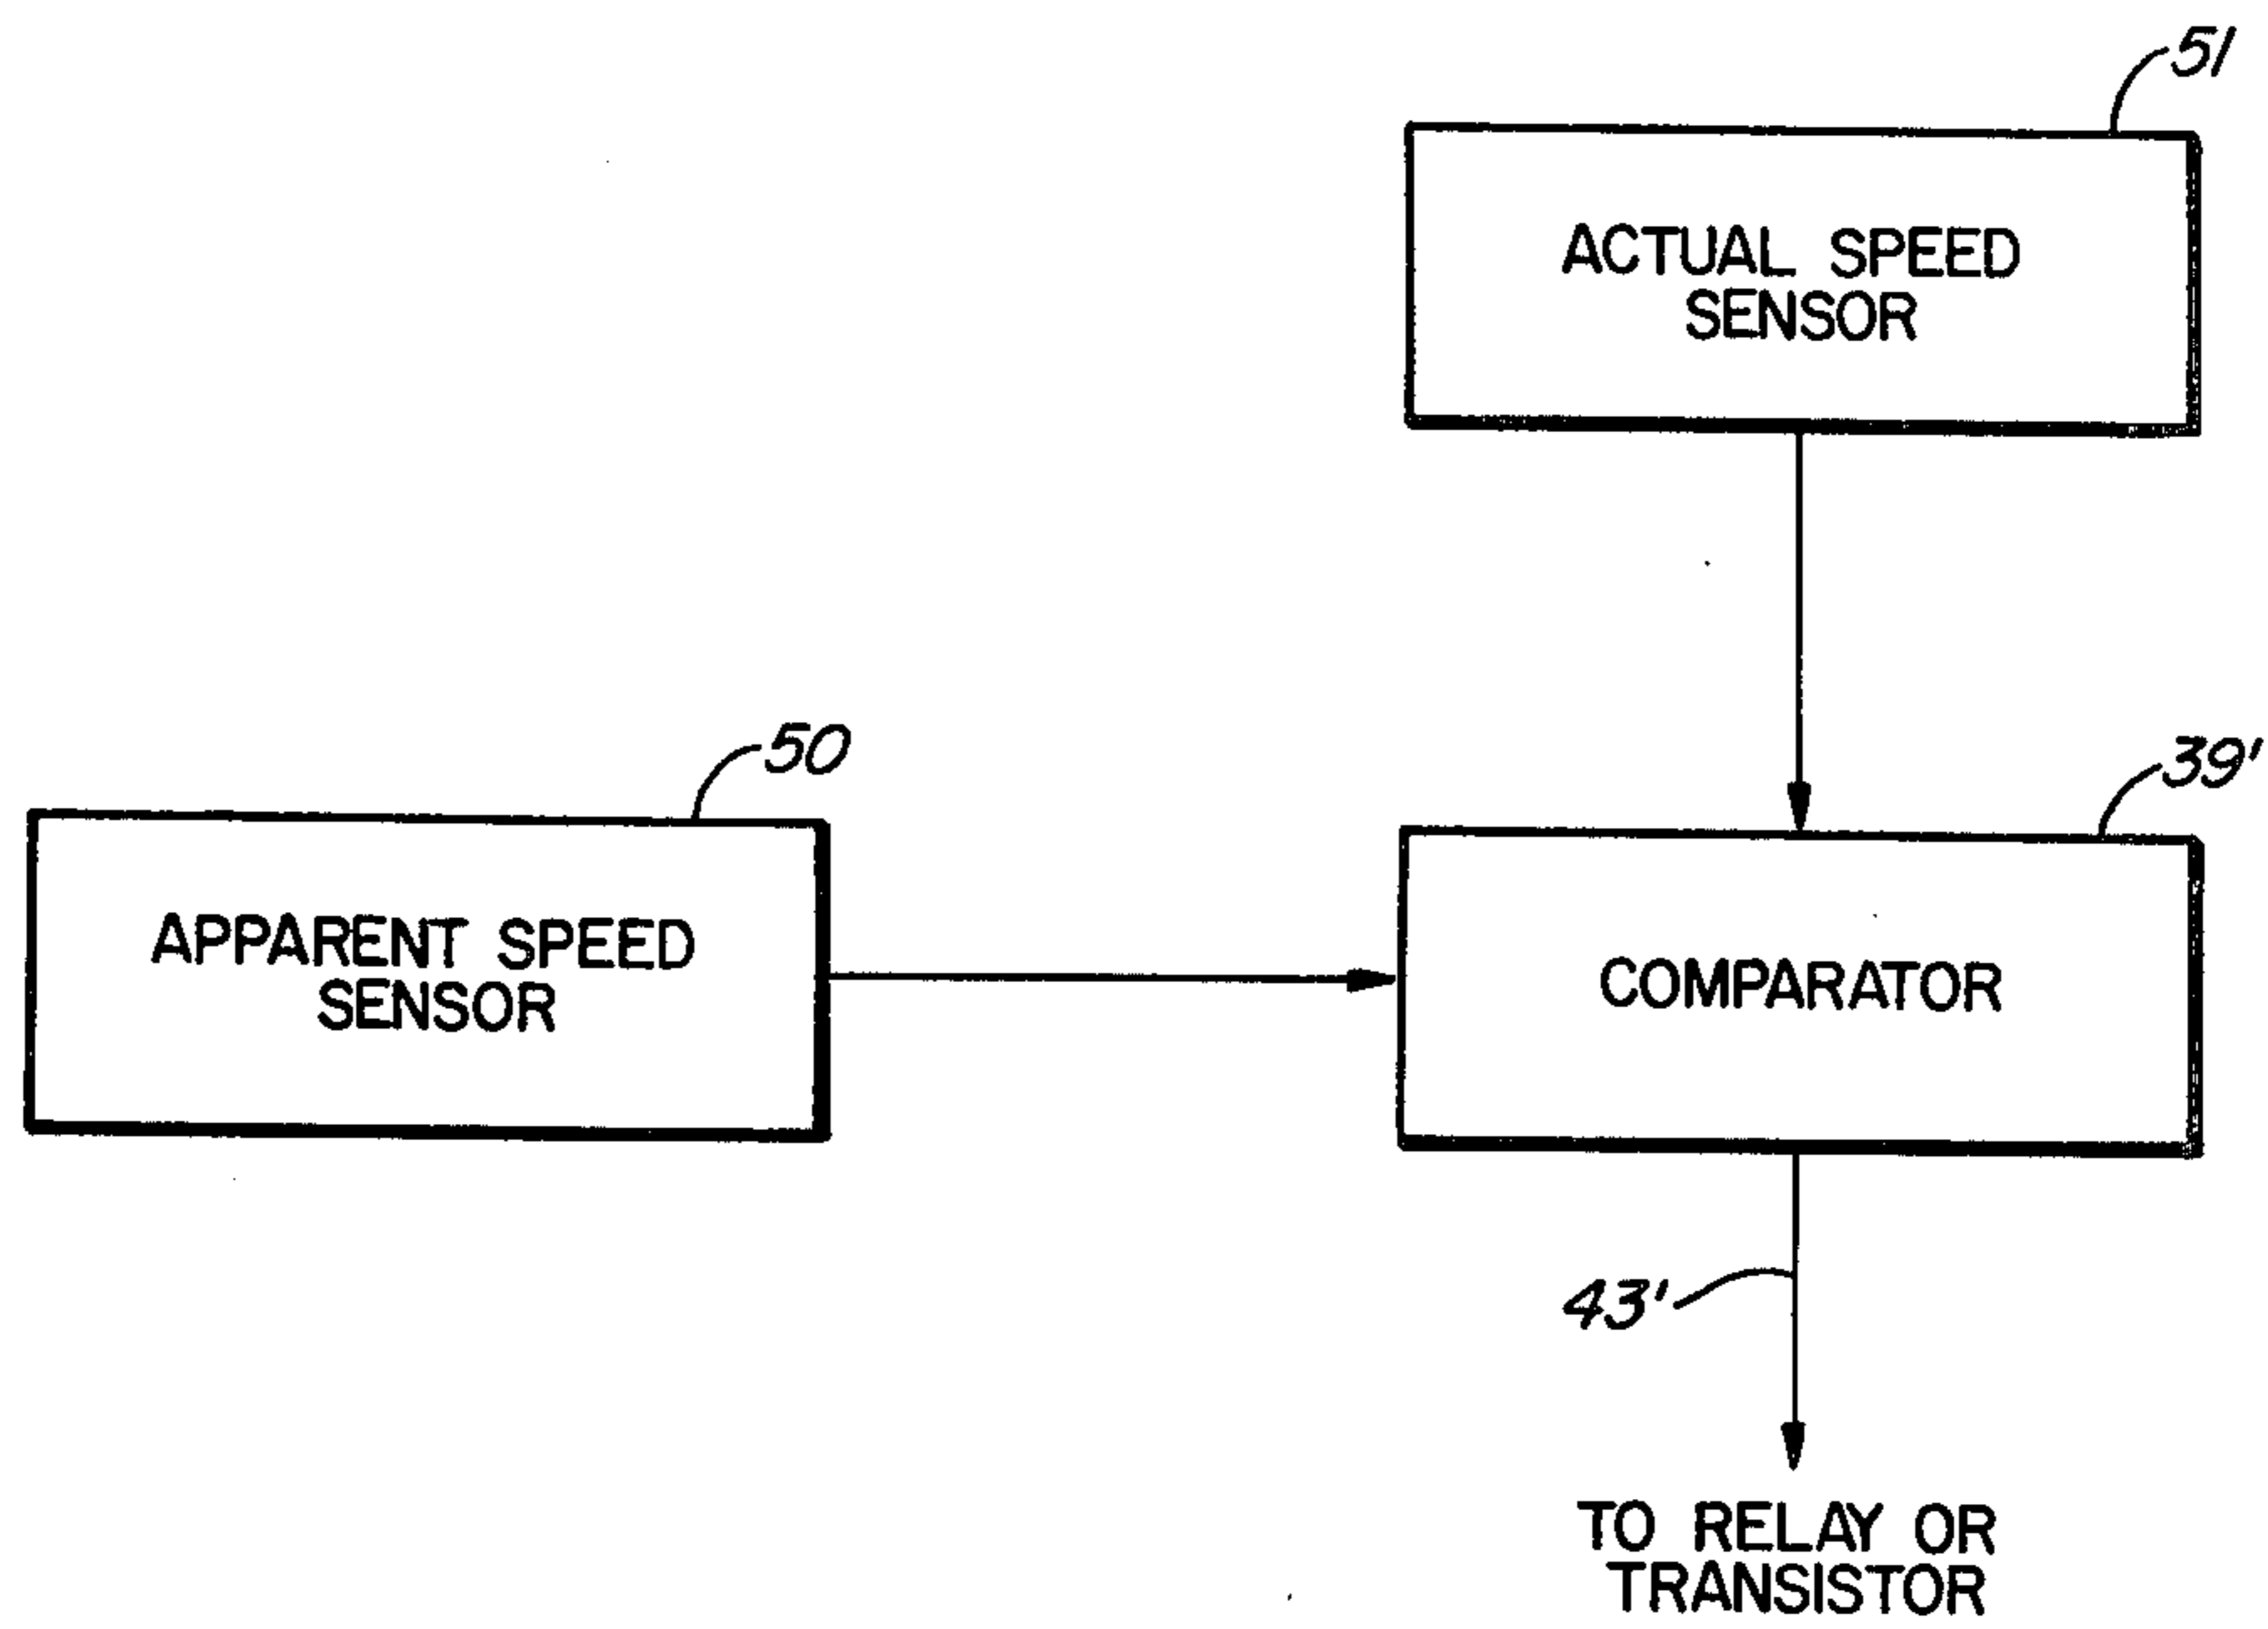 51
ACTUAL SPEED
SENSOR
50
39'
APPARENT SPEED
SENSOR
COMPARATOR
43'
TO RELAY OR
TRANSISTOR